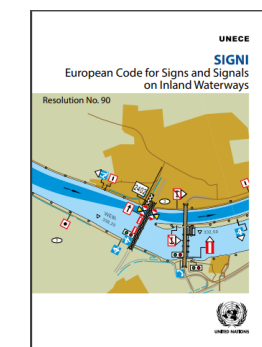 UNECE
SIGNI
European Code for Signs and Signals
on Inland Waterways
Resolution No. 90
UNITED NATIONS